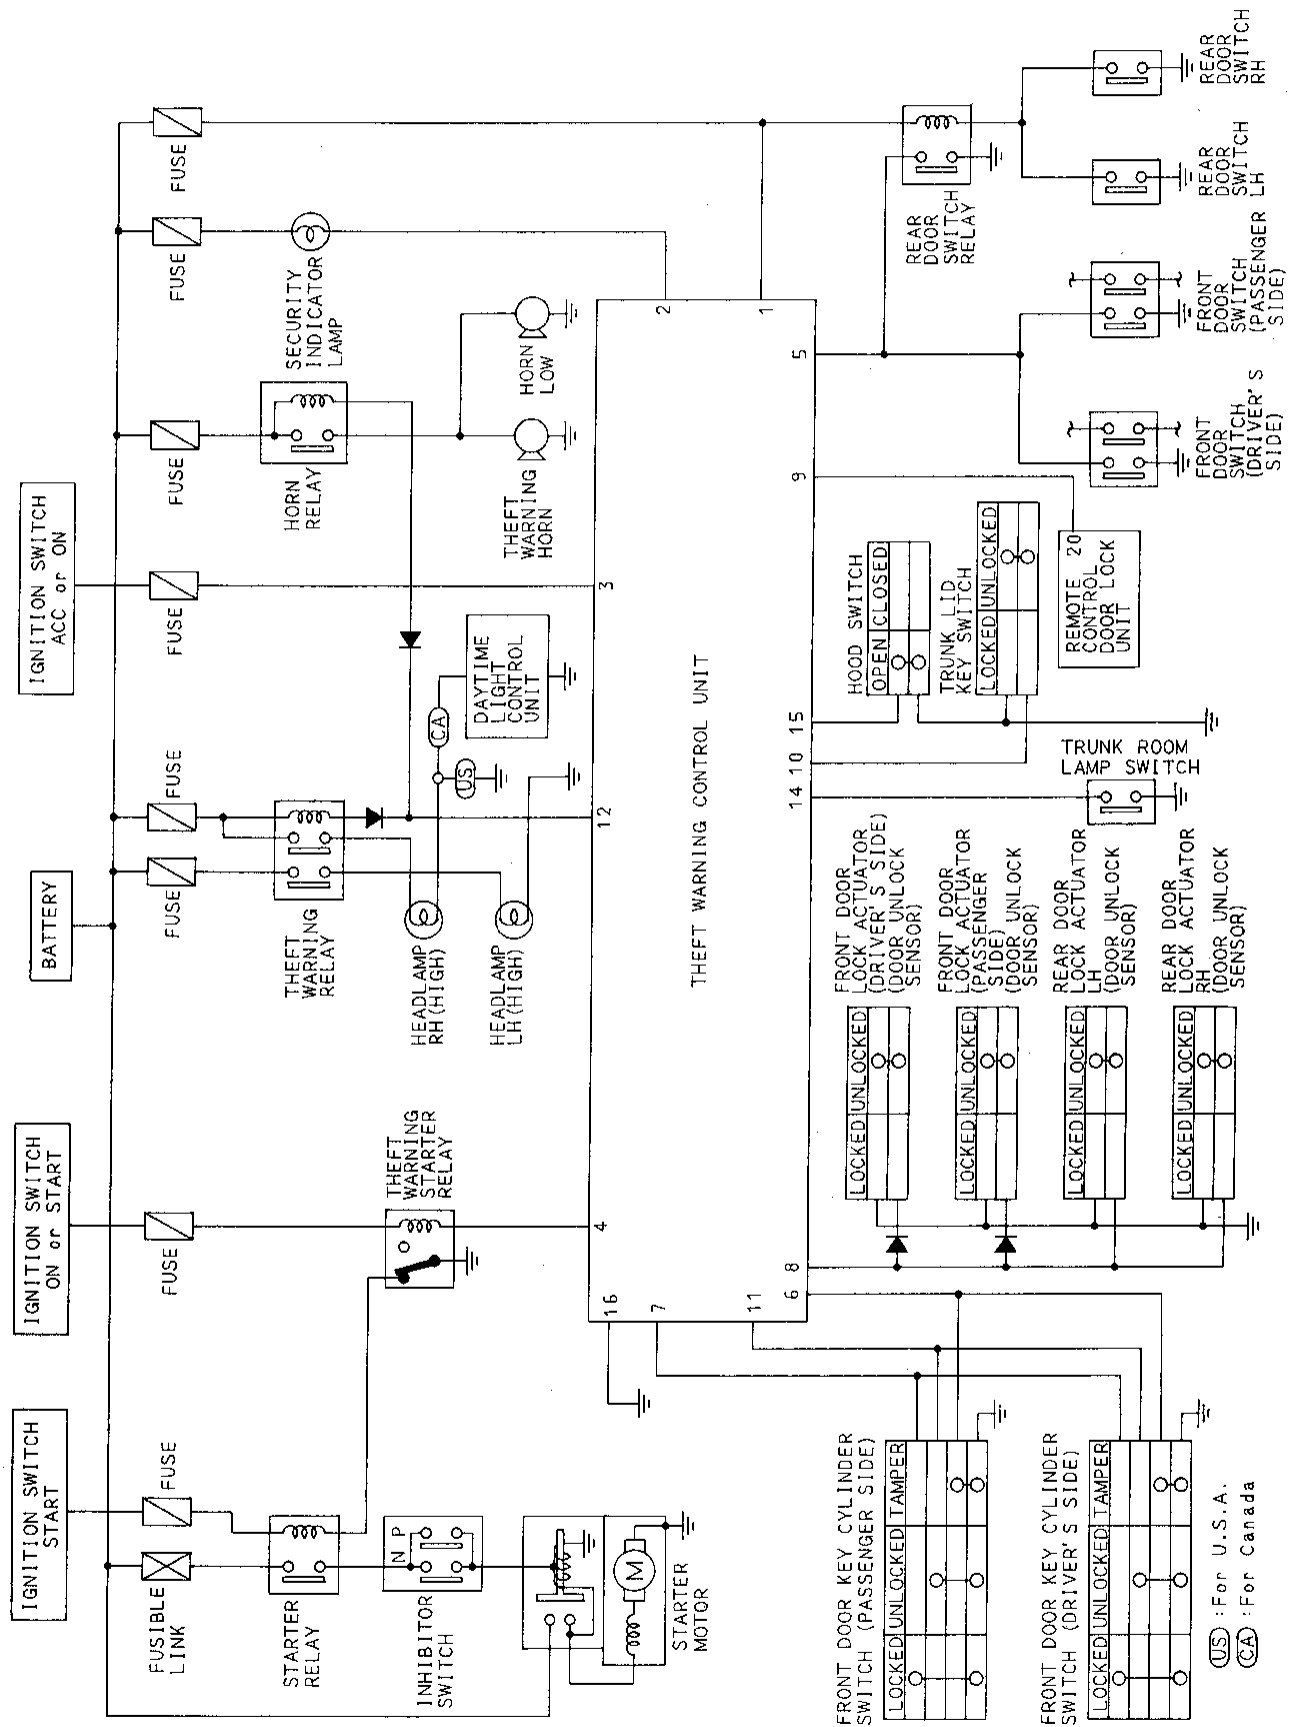 IGNITION SWITCH
START
IGNITION SWITCH
ON or START
BATTERY
IGNITION SWITCH
ACC or ON
FUSIBLE
LINK
FUSE
FUSE
FUSE
FUSE
FUSE
FUSE
FUSE
FUSE
STARTER
RELAY
THEFT
WARNING
RELAY
HORN
RELAY
SECURITY
INDICATOR
LAMP
INHIBITOR
SWITCH
N P
THEFT
WARNING
STARTER
RELAY
HEADLAMP
RH(HIGH)
HEADLAMP
LH(HIGH)
US
CA
DAYTIME
LIGHT
CONTROL
UNIT
THEFT
WARNING
HORN
HORN
LOW
M
STARTER
MOTOR
THEFT WARNING CONTROL UNIT
16
4
12
3
2
7
11
1
6
8
14
10
15
9
5
REAR
DOOR
SWITCH
RELAY
FRONT DOOR KEY CYLINDER
SWITCH (PASSENGER SIDE)
LOCKED UNLOCKED TAMPER
FRONT DOOR KEY CYLINDER
SWITCH (DRIVER'S SIDE)
LOCKED UNLOCKED TAMPER
FRONT DOOR
LOCK ACTUATOR
(DRIVER'S SIDE)
(DOOR UNLOCK
SENSOR)
LOCKED UNLOCKED
FRONT DOOR
LOCK ACTUATOR
(PASSENGER
SIDE)
(DOOR UNLOCK
SENSOR)
LOCKED UNLOCKED
REAR DOOR
LOCK ACTUATOR
LH
(DOOR UNLOCK
SENSOR)
LOCKED UNLOCKED
REAR DOOR
LOCK ACTUATOR
RH
(DOOR UNLOCK
SENSOR)
LOCKED UNLOCKED
HOOD SWITCH
OPEN CLOSED
TRUNK LID
KEY SWITCH
LOCKED UNLOCKED
TRUNK ROOM
LAMP SWITCH
20
REMOTE
CONTROL
DOOR LOCK
UNIT
FRONT
DOOR
SWITCH
(DRIVER'S
SIDE)
FRONT
DOOR
SWITCH
(PASSENGER
SIDE)
REAR
DOOR
SWITCH
LH
REAR
DOOR
SWITCH
RH
US :For U.S.A.
CA :For Canada